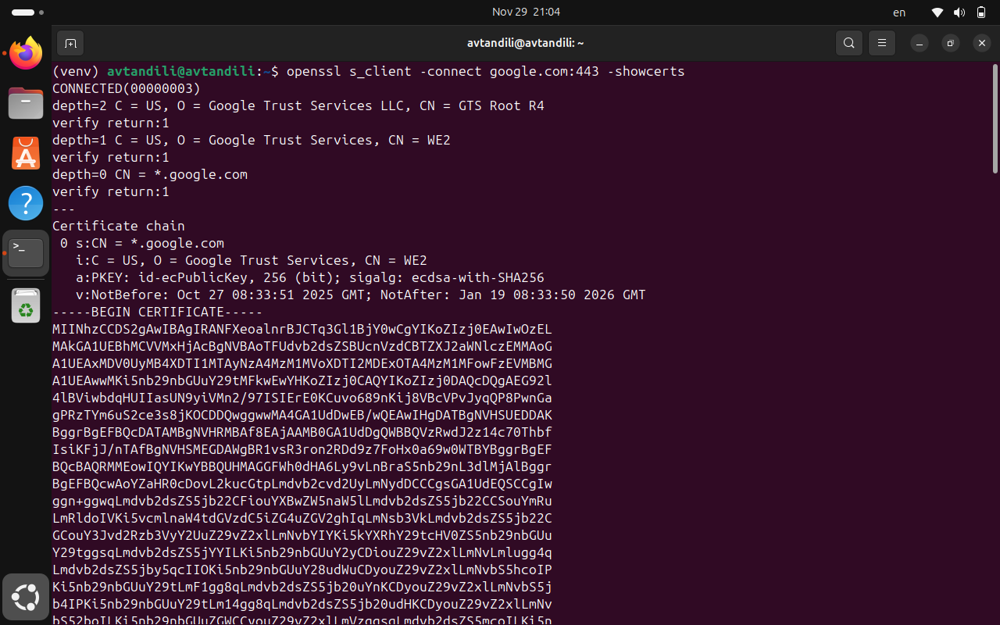 Nov 29 21:04
en
avtandili@avtandili: ~
(venv) avtandili@avtandili:~$ openssl s_client -connect google.com:443 -showcerts
CONNECTED(00000003)
depth=2 C = US, O = Google Trust Services LLC, CN = GTS Root R4
verify return:1
depth=1 C = US, O = Google Trust Services, CN = WE2
verify return:1
depth=0 CN = *.google.com
verify return:1
---
Certificate chain
 0 s:CN = *.google.com
   i:C = US, O = Google Trust Services, CN = WE2
   a:PKEY: id-ecPublicKey, 256 (bit); sigalg: ecdsa-with-SHA256
   v:NotBefore: Oct 27 08:33:51 2025 GMT; NotAfter: Jan 19 08:33:50 2026 GMT
-----BEGIN CERTIFICATE-----
MIINhzCCDS2gAwIBAgIRANFXeoalnrBJCTq3Gl1BjY0wCgYIKoZIzj0EAwIwOzEL
MAkGA1UEBhMCVVMxHjAcBgNVBAoTFUdvb2dsZSBUcnVzdCBTZXJ2aWNlczEMMAoG
A1UEAxMDV0UyMB4XDTI1MTAyNzA4MzM1MVoXDTI2MDExOTA4MzM1MFowFzEVMBMG
A1UEAwwMKi5nb29nbGUuY29tMFkwEwYHKoZIzj0CAQYIKoZIzj0DAQcDQgAEG92l
4lBViwbdqHUIIasUN9yiVMn2/97ISIErE0KCuvo689nKij8VBcVPvJyqQP8PwnGa
gPRzTYm6uS2ce3s8jKOCDDQwggwwMA4GA1UdDwEB/wQEAwIHgDATBgNVHSUEDDAK
BggrBgEFBQcDATAMBgNVHRMBAf8EAjAAMB0GA1UdDgQWBBQVzRwdJ2z14c70Thbf
IsiKFjJ/nTAfBgNVHSMEGDAWgBR1vsR3ron2RDd9z7FoHx0a69w0WTBYBggrBgEF
BQcBAQRMMEowIQYIKwYBBQUHMAGGFWh0dHA6Ly9vLnBraS5nb29nL3dlMjAlBggr
BgEFBQcwAoYZaHR0cDovL2kucGtpLmdvb2cvd2UyLmNydDCCCgsGA1UdEQSCCgIw
ggn+ggwqLmdvb2dsZS5jb22CFiouYXBwZW5naW5lLmdvb2dsZS5jb22CCSouYmRu
LmRldoIVKi5vcmlnaW4tdGVzdC5iZG4uZGV2ghIqLmNsb3VkLmdvb2dsZS5jb22C
GCouY3Jvd2Rzb3VyY2UuZ29vZ2xlLmNvbYIYKi5kYXRhY29tcHV0ZS5nb29nbGUu
Y29tggsqLmdvb2dsZS5jYYILKi5nb29nbGUuY2yCDiouZ29vZ2xlLmNvLmlugg4q
Lmdvb2dsZS5jby5qcIIOKi5nb29nbGUuY28udWuCDyouZ29vZ2xlLmNvbS5hcoIP
Ki5nb29nbGUuY29tLmF1gg8qLmdvb2dsZS5jb20uYnKCDyouZ29vZ2xlLmNvbS5j
b4IPKi5nb29nbGUuY29tLm14gg8qLmdvb2dsZS5jb20udHKCDyouZ29vZ2xlLmNv
bS52boILKi5nb29nbGUuZGWCCyouZ29vZ2xlLmVzggsqLmdvb2dsZS5mcoILKi5n